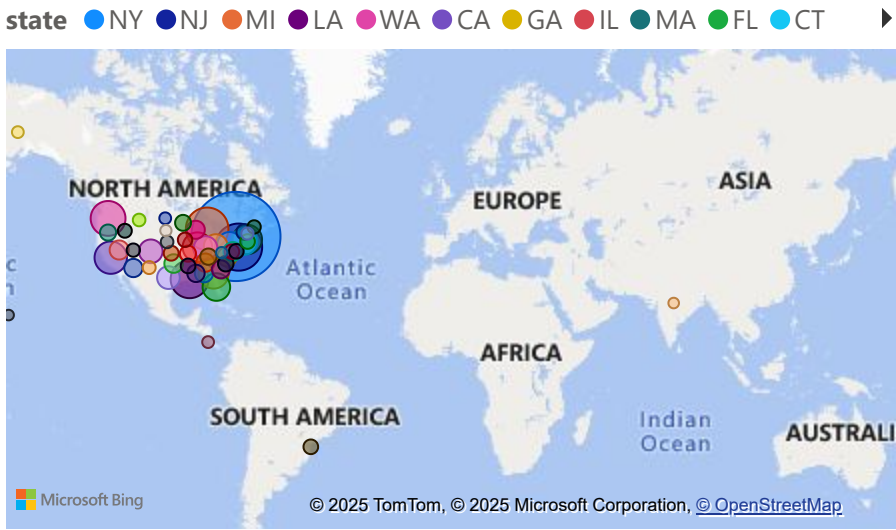 state NY NJ MI LA WA CA GA IL MA FL CT
NORTH AMERICA
EUROPE
ASIA
Atlantic
Ocean
AFRICA
SOUTH AMERICA
Indian
Ocean
AUSTRALI
Microsoft Bing
© 2025 TomTom, © 2025 Microsoft Corporation, © OpenStreetMap